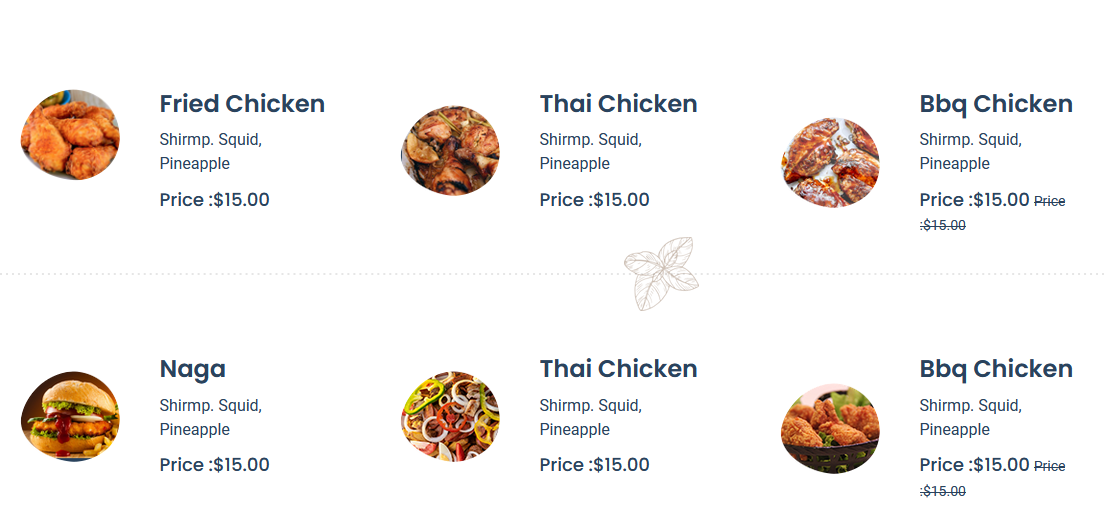 Fried Chicken
Shirmp. Squid,
Pineapple
Price :$15.00
Thai Chicken
Shirmp. Squid,
Pineapple
Price :$15.00
Bbq Chicken
Shirmp. Squid,
Pineapple
Price :$15.00 Price
:$15.00
Naga
Shirmp. Squid,
Pineapple
Price :$15.00
Thai Chicken
Shirmp. Squid,
Pineapple
Price :$15.00
Bbq Chicken
Shirmp. Squid,
Pineapple
Price :$15.00 Price
:$15.00